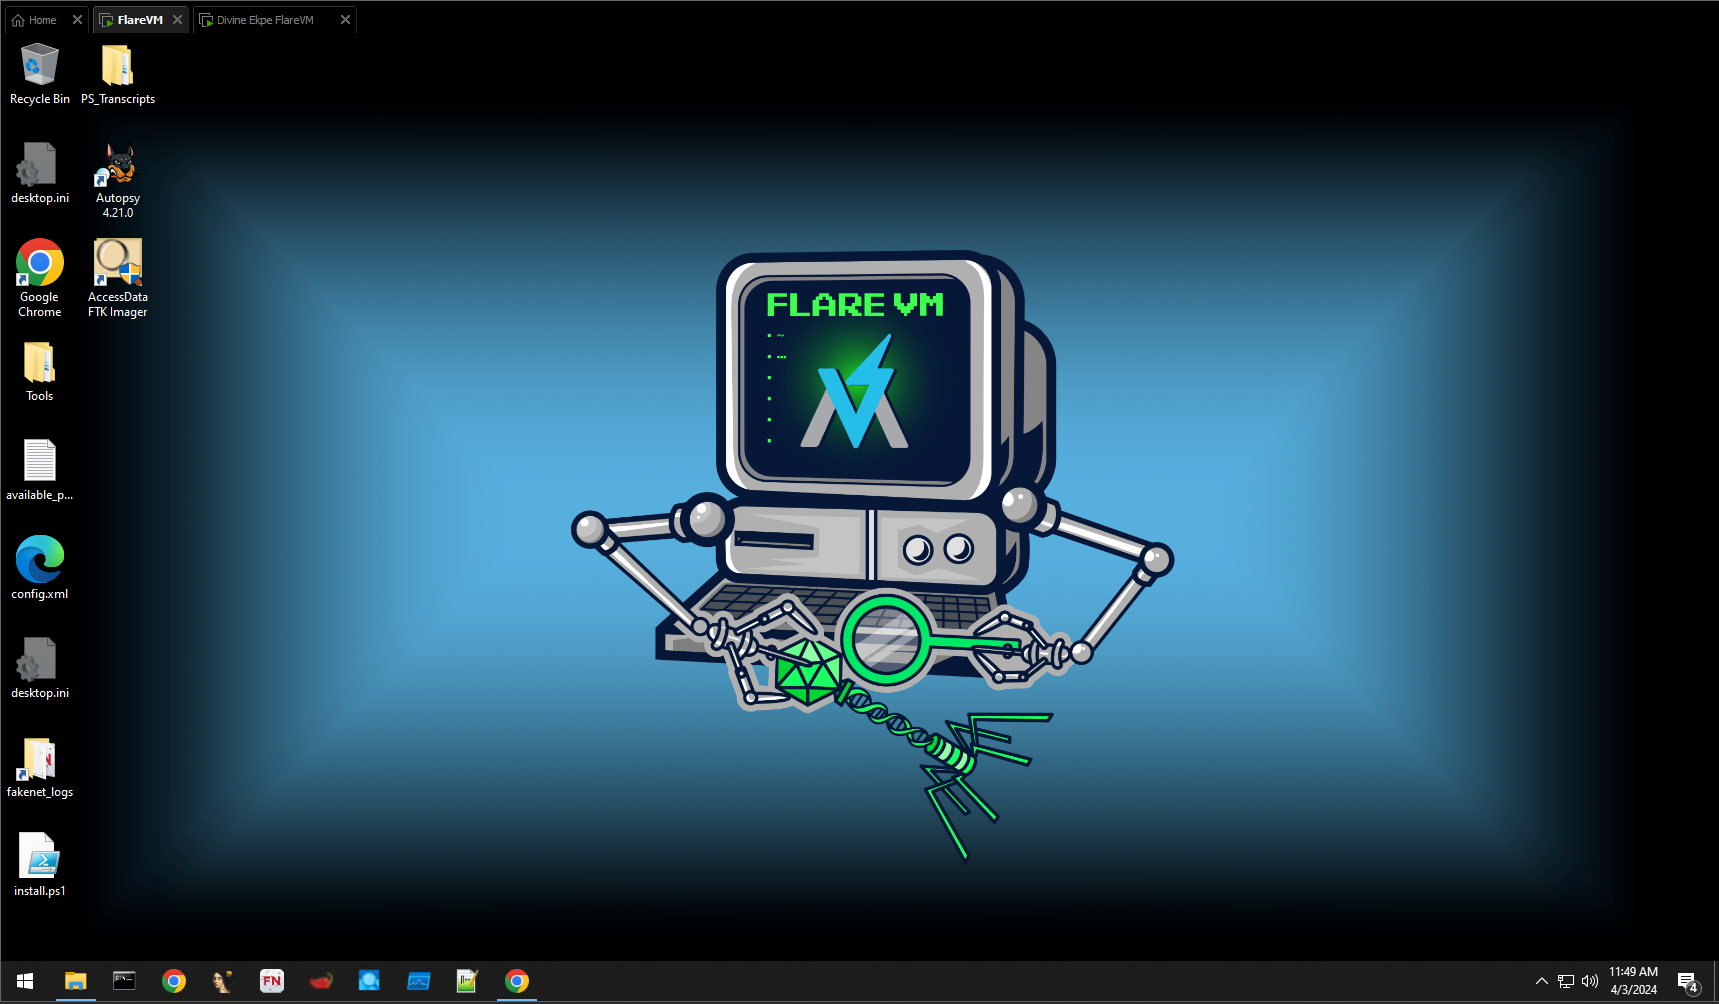 Home
FlareVM
Divine Ekpe FlareVM
Recycle Bin
PS_Transcripts
desktop.ini
Autopsy
4.21.0
Google
Chrome
AccessData
FTK Imager
Tools
available_p...
config.xml
desktop.ini
fakenet_logs
install.ps1
FLARE VM
~
FN
11:49 AM
4/3/2024
4